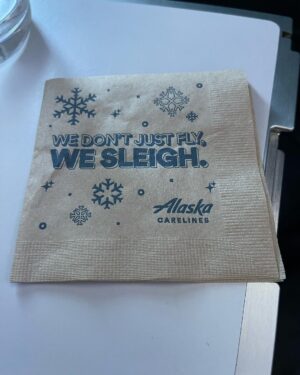 WE DON'T JUST FLY,
WE SLEIGH.
Alaska
CARELINES